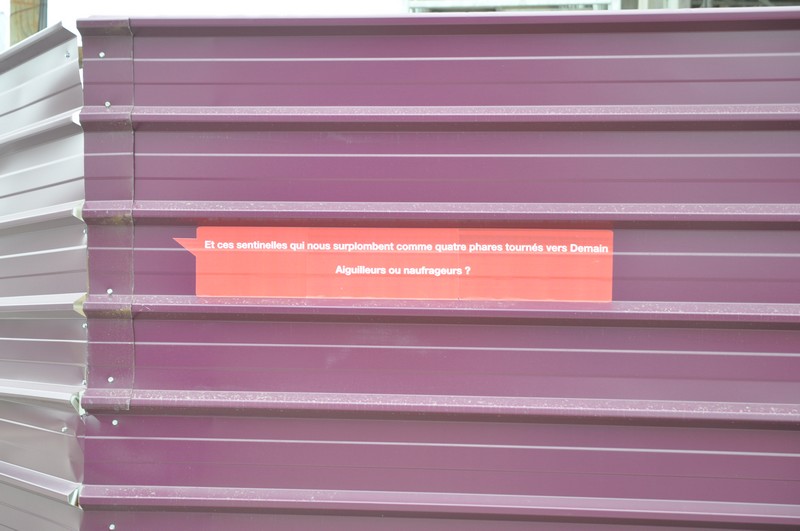 Et ces sentinelles qui nous surplombent comme quatre phares tournés vers Demain
Aiguilleurs ou naufrageurs ?